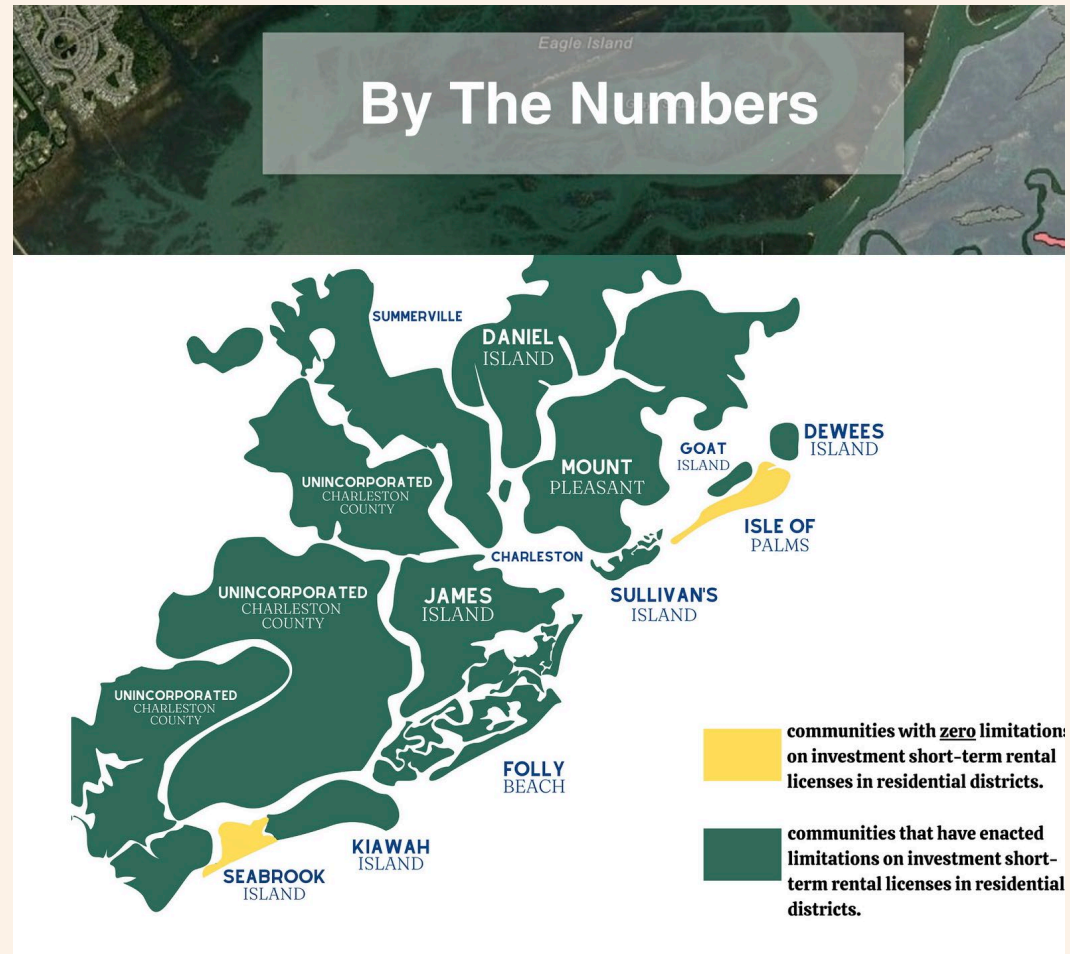 Eagle Island
By The Numbers
SUMMERVILLE
DANIEL
ISLAND
DEWEES
ISLAND
GOAT
ISLAND
MOUNT
PLEASANT
UNINCORPORATED
CHARLESTON
COUNTY
ISLE OF
PALMS
CHARLESTON
SULLIVAN'S
ISLAND
UNINCORPORATED
CHARLESTON
COUNTY
JAMES
ISLAND
UNINCORPORATED
CHARLESTON
COUNTY
FOLLY
BEACH
KIAWAH
ISLAND
SEABROOK
ISLAND
communities with zero limitations
on investment short-term rental
licenses in residential districts.
communities that have enacted
limitations on investment short-
term rental licenses in residential
districts.